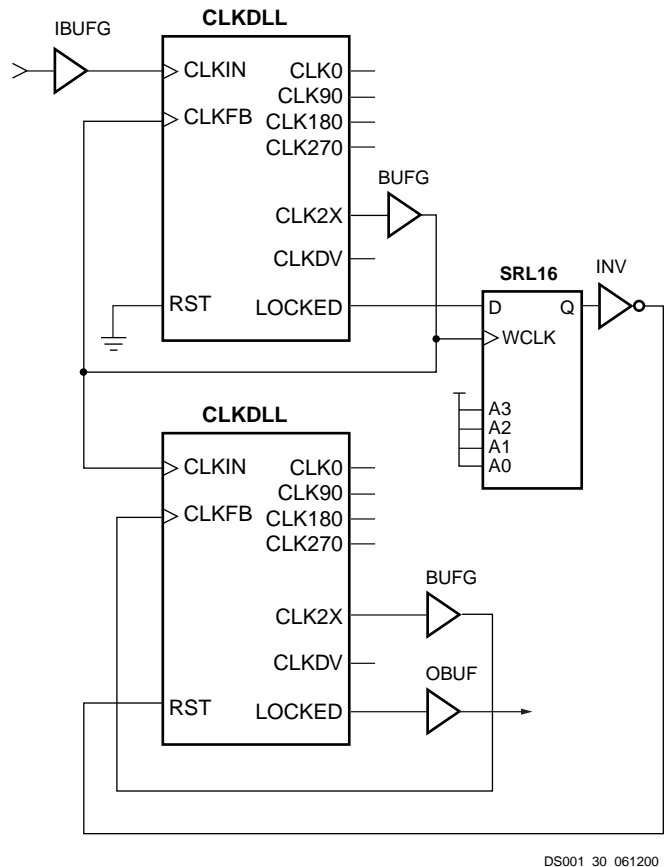 CLKDLL
IBUFG
CLKIN
CLKFB
CLK0
CLK90
CLK180
CLK270
BUFG
CLK2X
CLKDV
RST
LOCKED
SRL16
INV
D
Q
WCLK
A3
A2
A1
A0
CLKDLL
CLKIN
CLKFB
CLK0
CLK90
CLK180
CLK270
BUFG
CLK2X
CLKDV
OBUF
RST
LOCKED
DS001_30_061200